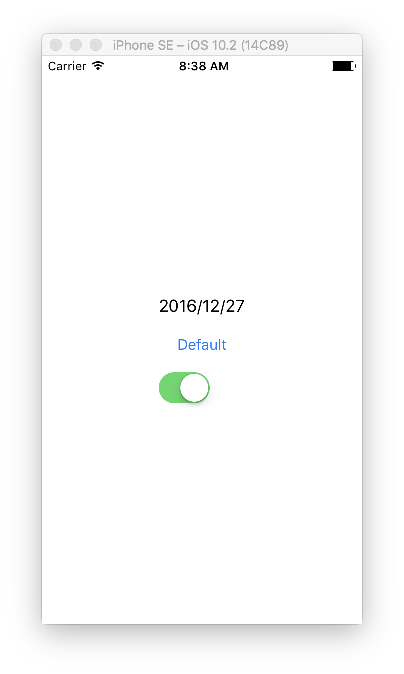 iPhone SE – iOS 10.2 (14C89)
Carrier 8:38 AM
2016/12/27
Default